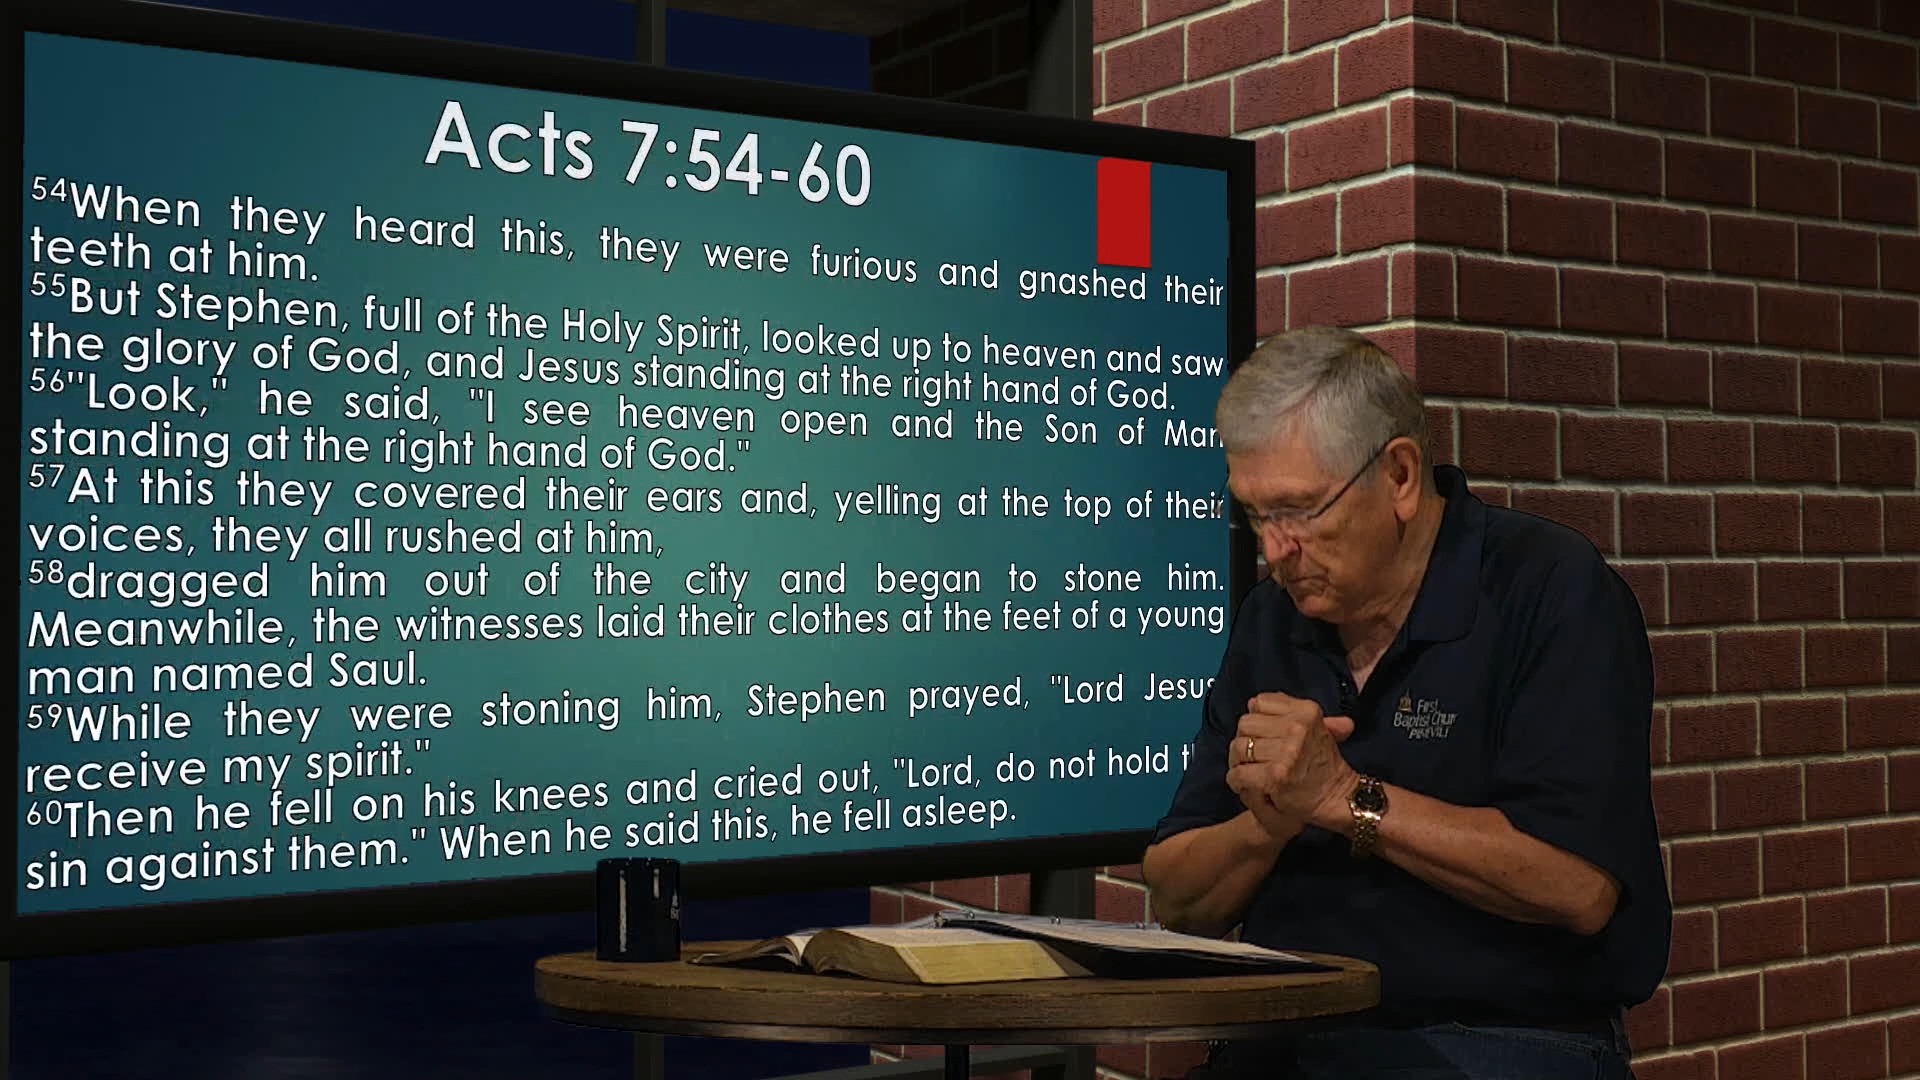 Acts 7:54-60
54When they heard this, they were furious and gnashed their
teeth at him.
55But Stephen, full of the Holy Spirit, looked up to heaven and saw
the glory of God, and Jesus standing at the right hand of God.
56"Look," he said, "I see heaven open and the Son of Man
standing at the right hand of God."
57At this they covered their ears and, yelling at the top of their
voices, they all rushed at him,
58dragged him out of the city and began to stone him.
Meanwhile, the witnesses laid their clothes at the feet of a young
man named Saul.
59While they were stoning him, Stephen prayed, "Lord Jesus
receive my spirit."
60Then he fell on his knees and cried out, "Lord, do not hold
sin against them." When he said this, he fell asleep.
First
Baptist